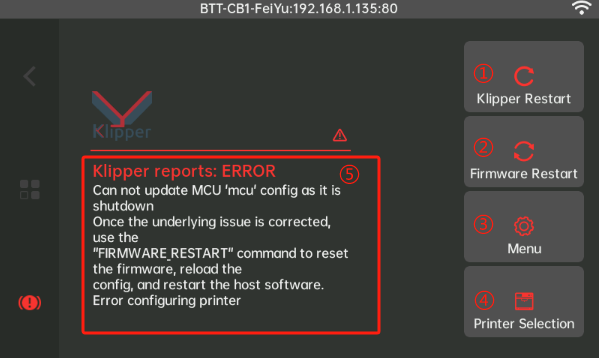 BTT-CB1-FeiYu:192.168.1.135:80
Klipper
Klipper reports: ERROR
⑤
Can not update MCU 'mcu' config as it is
shutdown
Once the underlying issue is corrected,
use the
"FIRMWARE_RESTART" command to reset
the firmware, reload the
config, and restart the host software.
Error configuring printer
①
Klipper Restart
②
Firmware Restart
③
Menu
④
Printer Selection